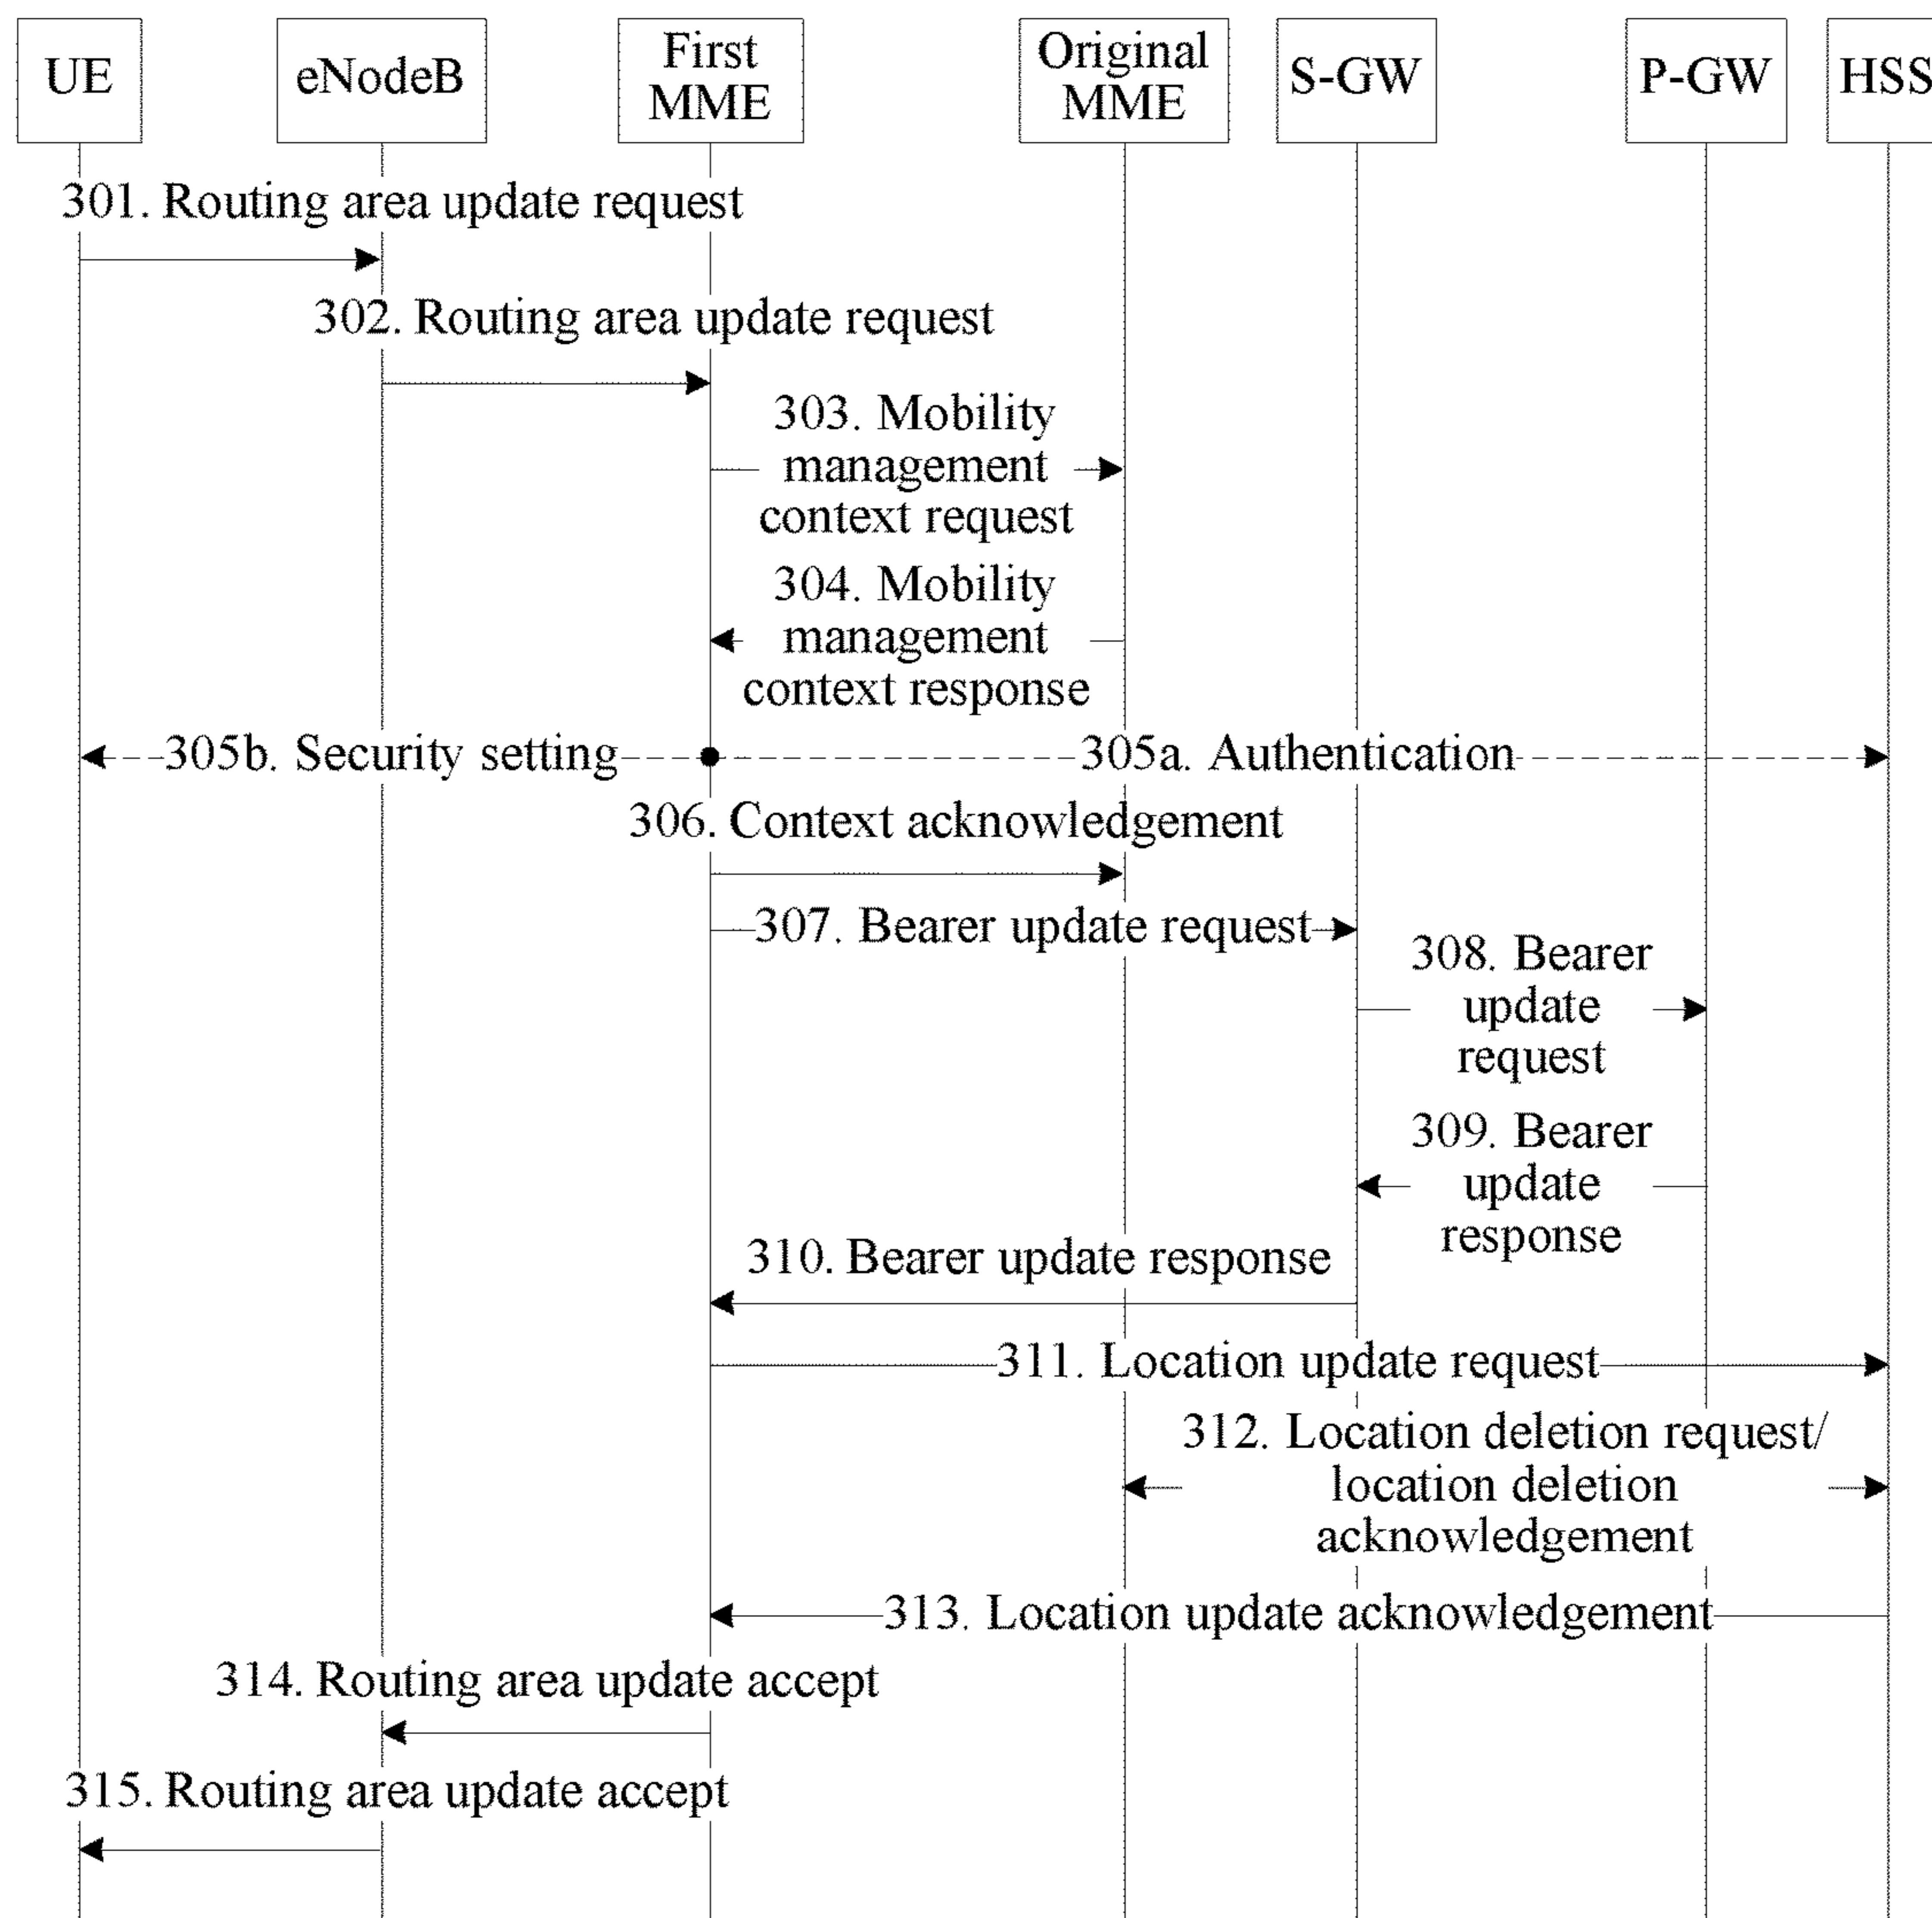 UE
eNodeB
First
MME
Original
MME
S-GW
P-GW
HSS
301. Routing area update request
302. Routing area update request
303. Mobility
management
context request
304. Mobility
management
context response
305b. Security setting
305a. Authentication
306. Context acknowledgement
307. Bearer update request
308. Bearer
update
request
309. Bearer
update
response
310. Bearer update response
311. Location update request
312. Location deletion request/
location deletion
acknowledgement
313. Location update acknowledgement
314. Routing area update accept
315. Routing area update accept